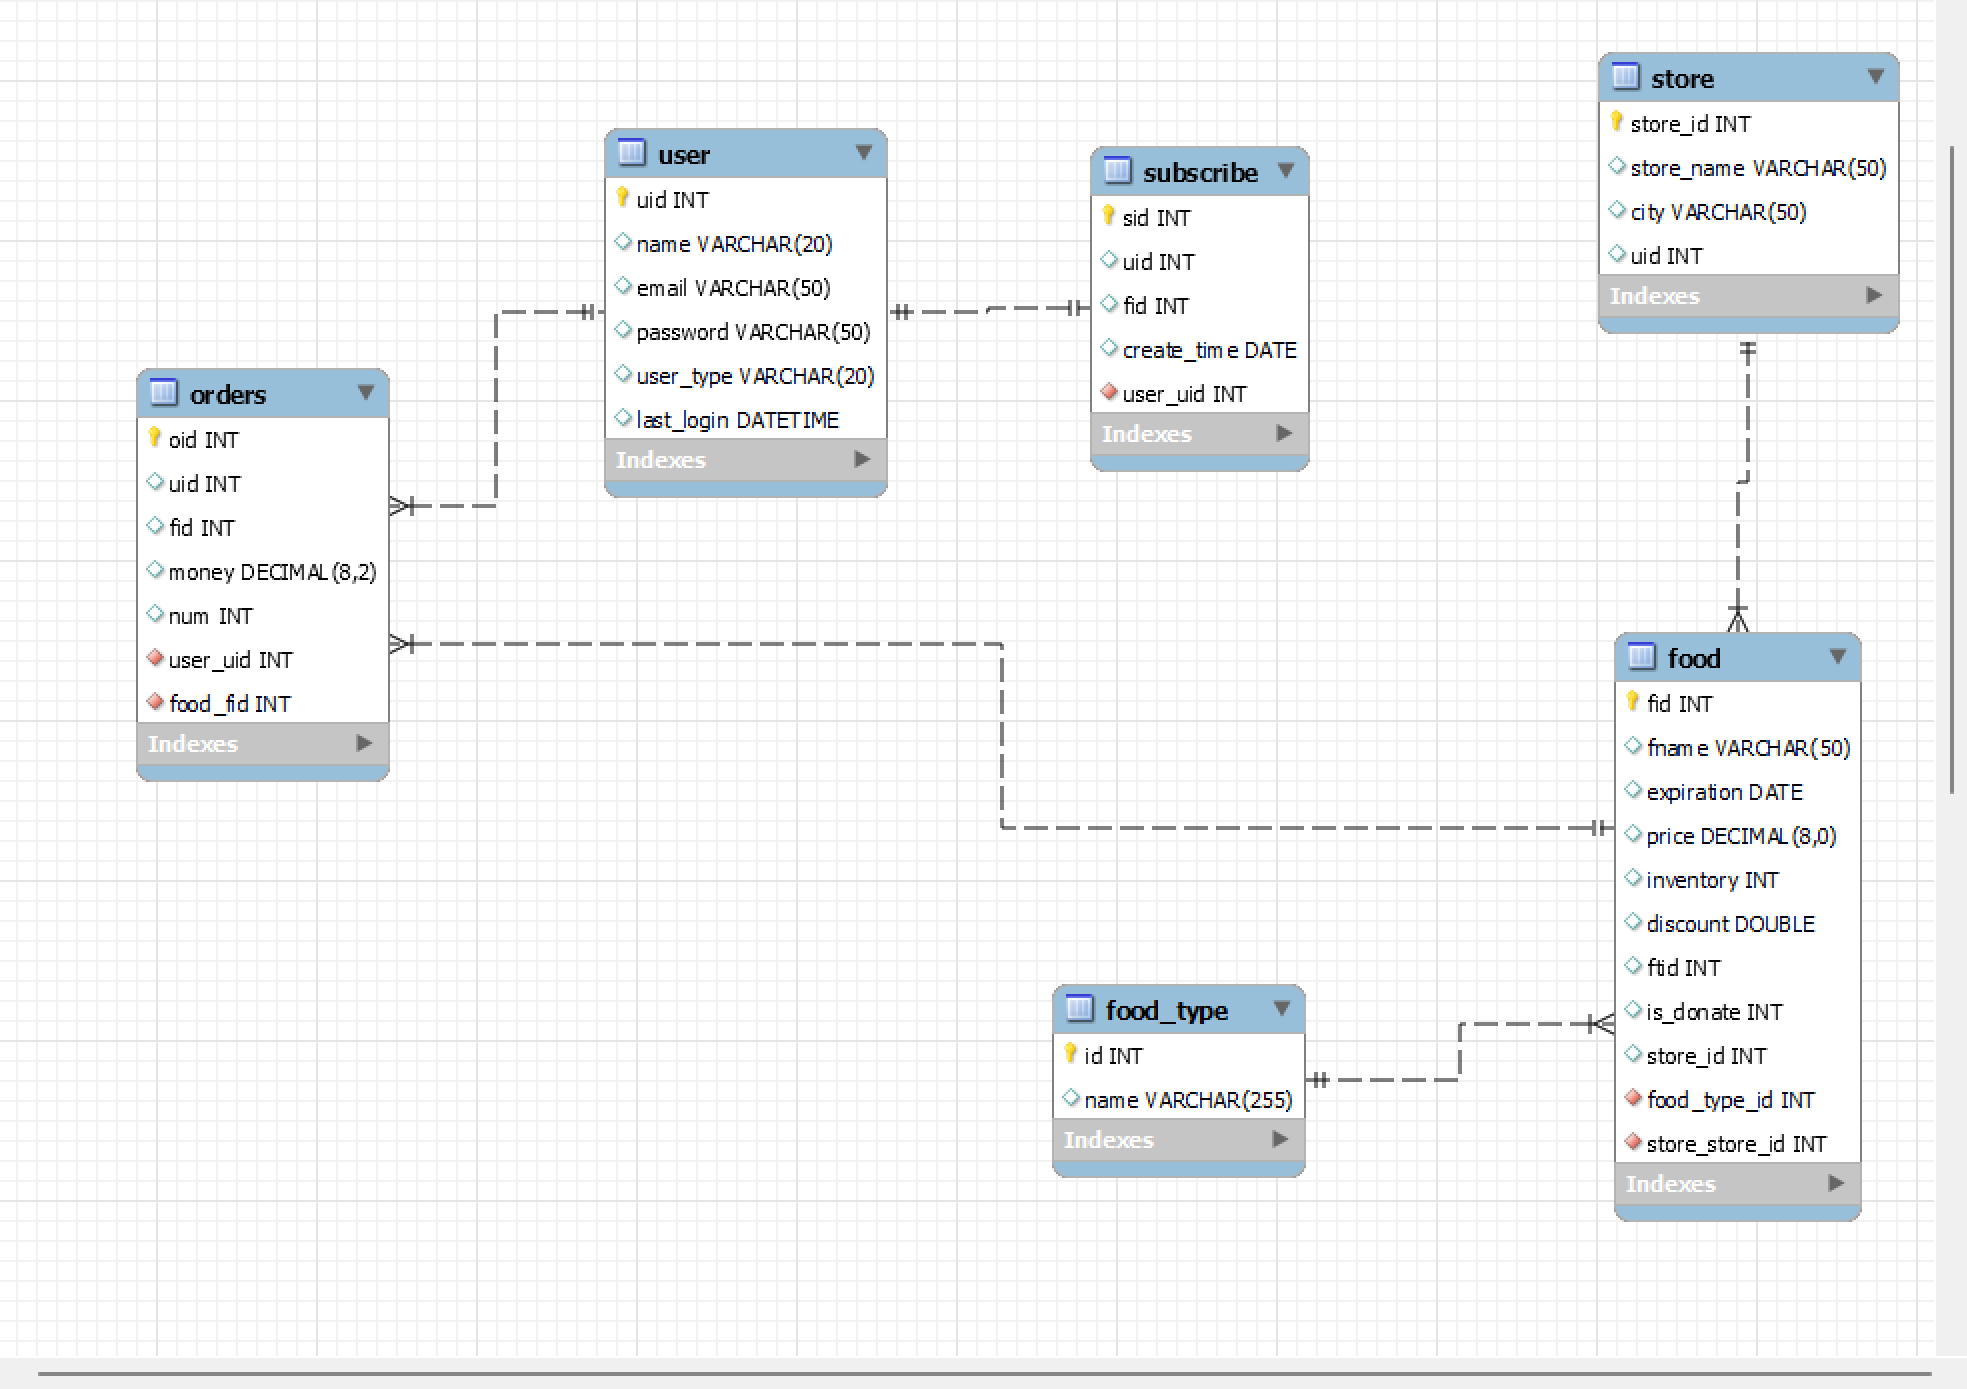 store
store_id INT
store_name VARCHAR(50)
city VARCHAR(50)
uid INT
Indexes
user
uid INT
name VARCHAR(20)
email VARCHAR(50)
password VARCHAR(50)
user_type VARCHAR(20)
last_login DATETIME
Indexes
subscribe
sid INT
uid INT
fid INT
create_time DATE
user_uid INT
Indexes
orders
oid INT
uid INT
fid INT
money DECIMAL(8,2)
num INT
user_uid INT
food_fid INT
Indexes
food
fid INT
fname VARCHAR(50)
expiration DATE
price DECIMAL(8,0)
inventory INT
discount DOUBLE
ftid INT
is_donate INT
store_id INT
food_type_id INT
store_store_id INT
Indexes
food_type
id INT
name VARCHAR(255)
Indexes